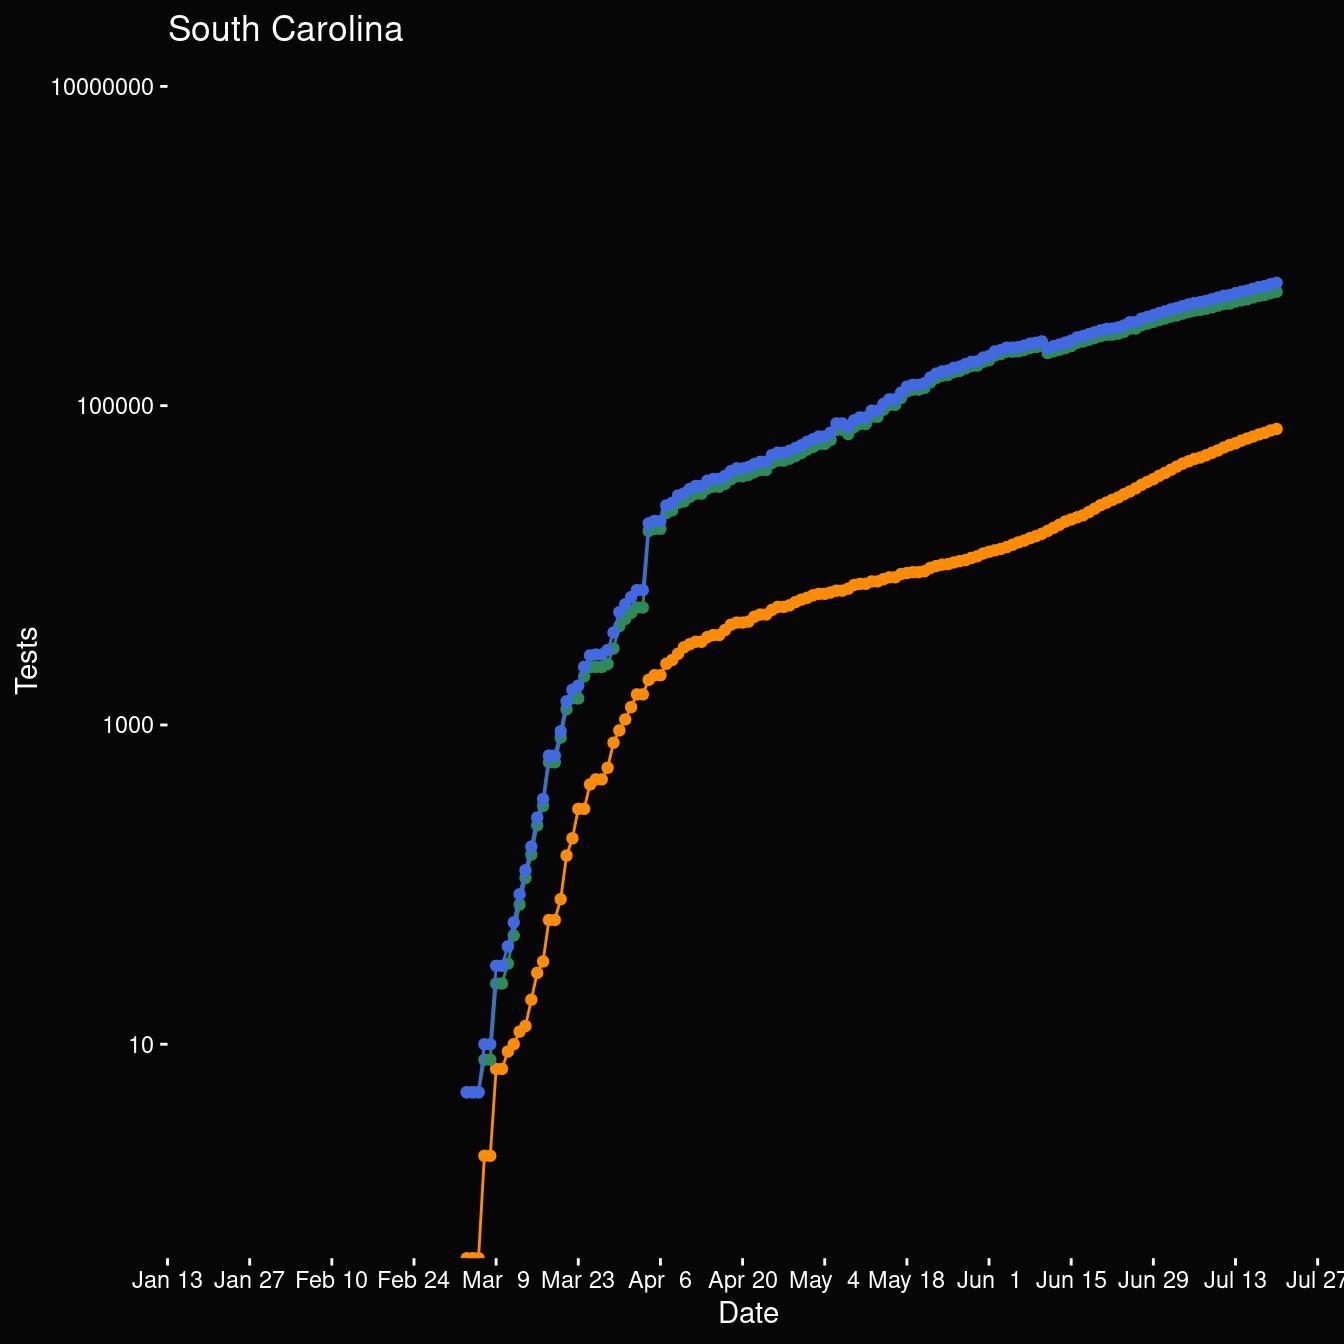 South Carolina
10000000
100000
1000
10
Tests
Jan 13 Jan 27 Feb 10 Feb 24 Mar 9 Mar 23 Apr 6 Apr 20 May 4 May 18 Jun 1 Jun 15 Jun 29 Jul 13 Jul 27
Date